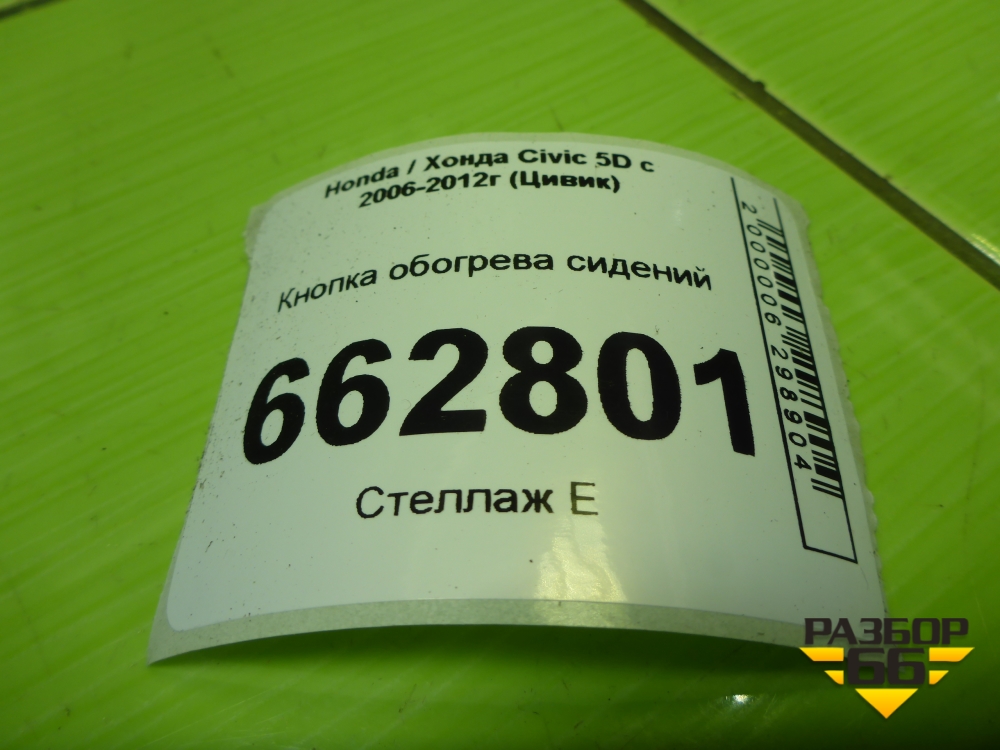 Honda / Хонда Civic 5D с
2006-2012г (Цивик)
Кнопка обогрева сидений
662801
Стеллаж Е
2000006298904
РАЗБОР
66